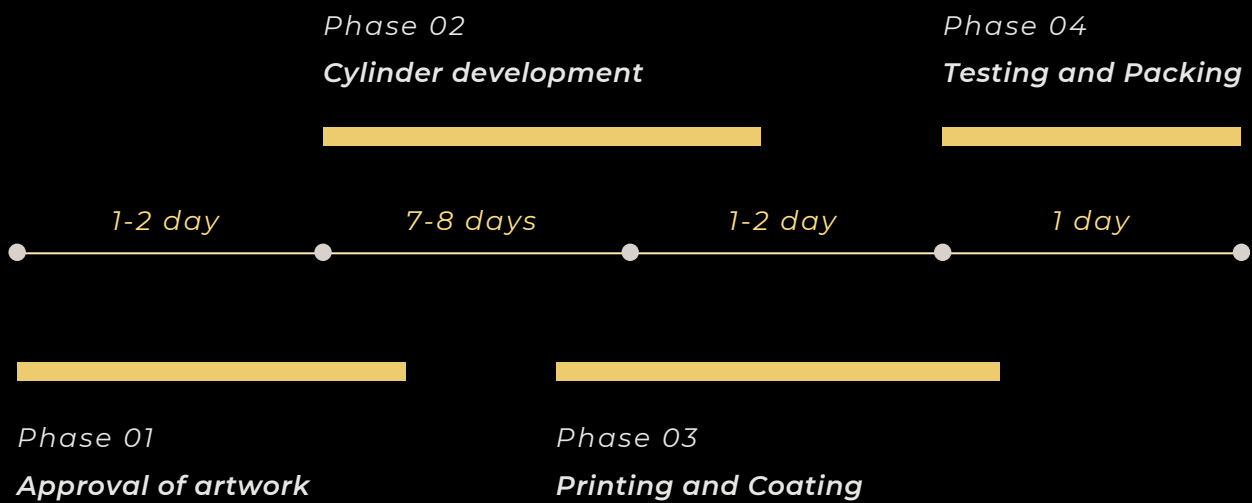 Phase 02
Cylinder development
Phase 04
Testing and Packing
1-2 day
7-8 days
1-2 day
1 day
Phase 01
Approval of artwork
Phase 03
Printing and Coating